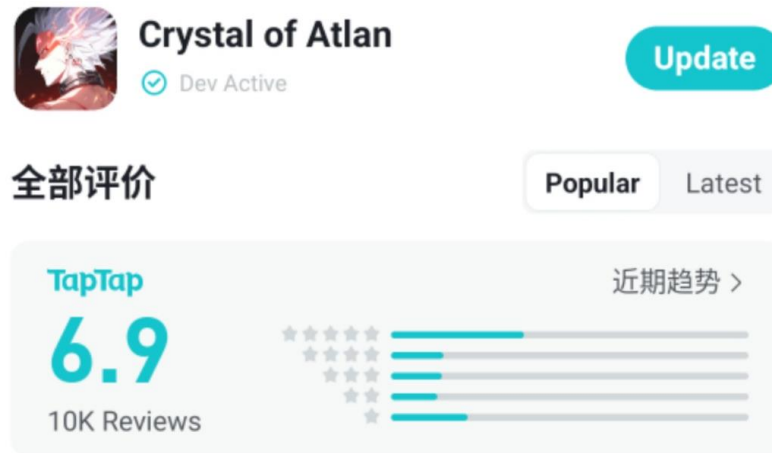 Crystal of Atlan
Dev Active
Update
全部评价
Popular
Latest
TapTap
近期趋势
6.9
10K Reviews